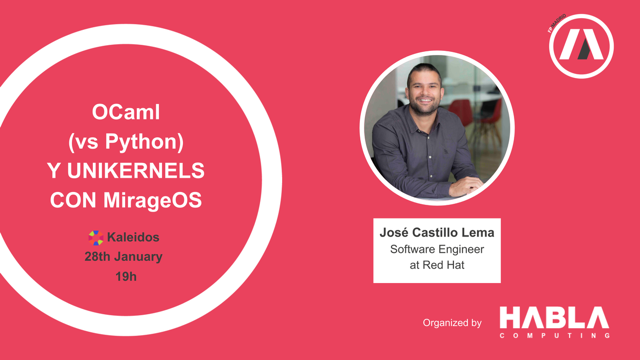 OCaml
(vs Python)
Y UNIKERNELS
CON MirageOS
Kaleidos
28th January
19h
José Castillo Lema
Software Engineer
at Red Hat
Organized by
HABLA
COMPUTING